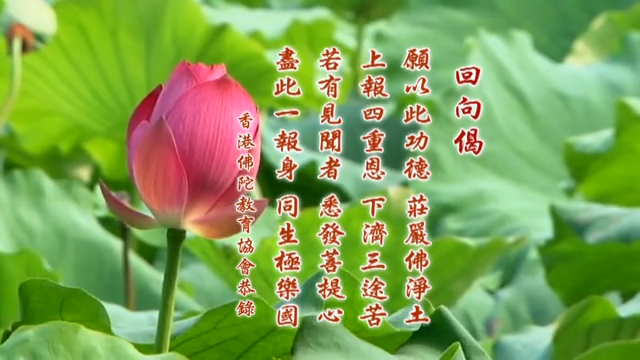 回向偈
願以此功德 莊嚴佛淨土
上報四重恩 下濟三途苦
若有見聞者 悉發菩提心
盡此一報身 同生極樂國
香港佛陀教育協會恭錄